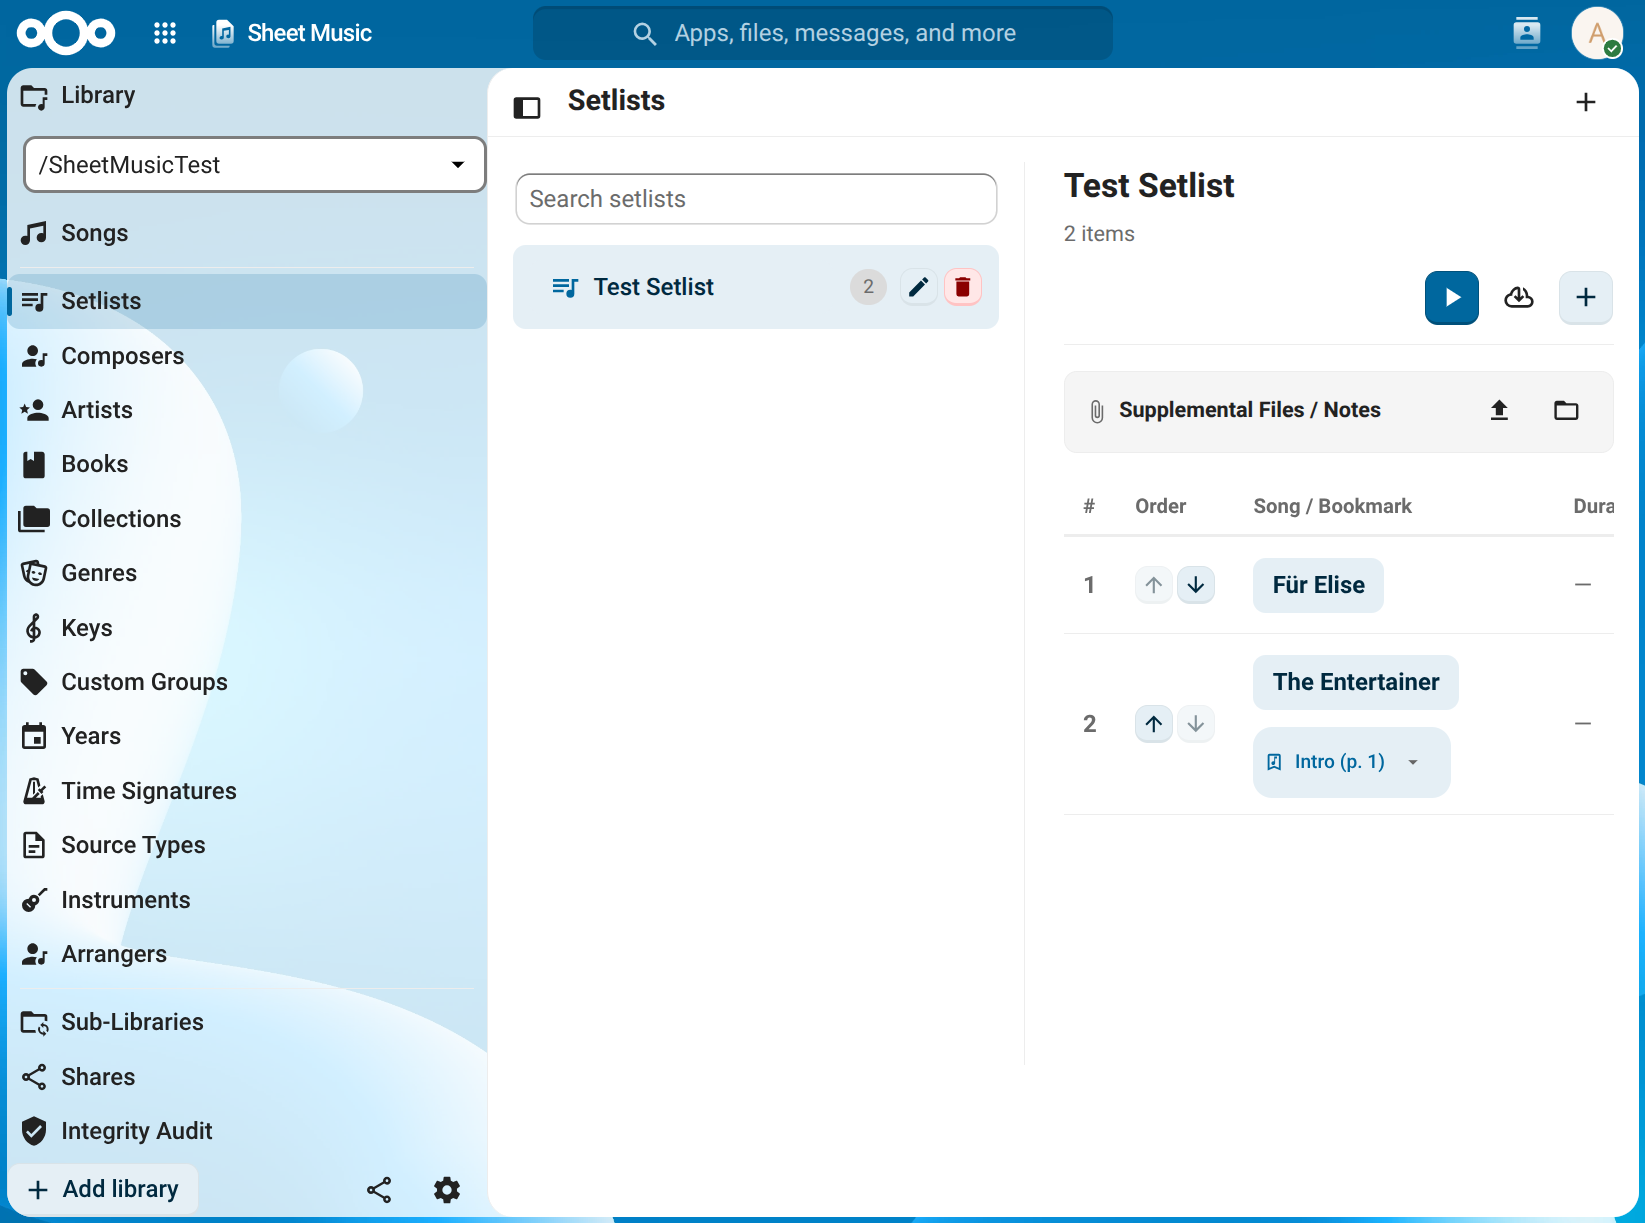 Sheet Music
Apps, files, messages, and more
A
Library
/SheetMusicTest
Songs
Setlists
Composers
Artists
Books
Collections
Genres
Keys
Custom Groups
Years
Time Signatures
Source Types
Instruments
Arrangers
Sub-Libraries
Shares
Integrity Audit
Add library
Setlists
Search setlists
Test Setlist 2
Test Setlist
2 items
Supplemental Files / Notes
# Order Song / Bookmark Dura
1 Für Elise —
2 The Entertainer —
Intro (p. 1)